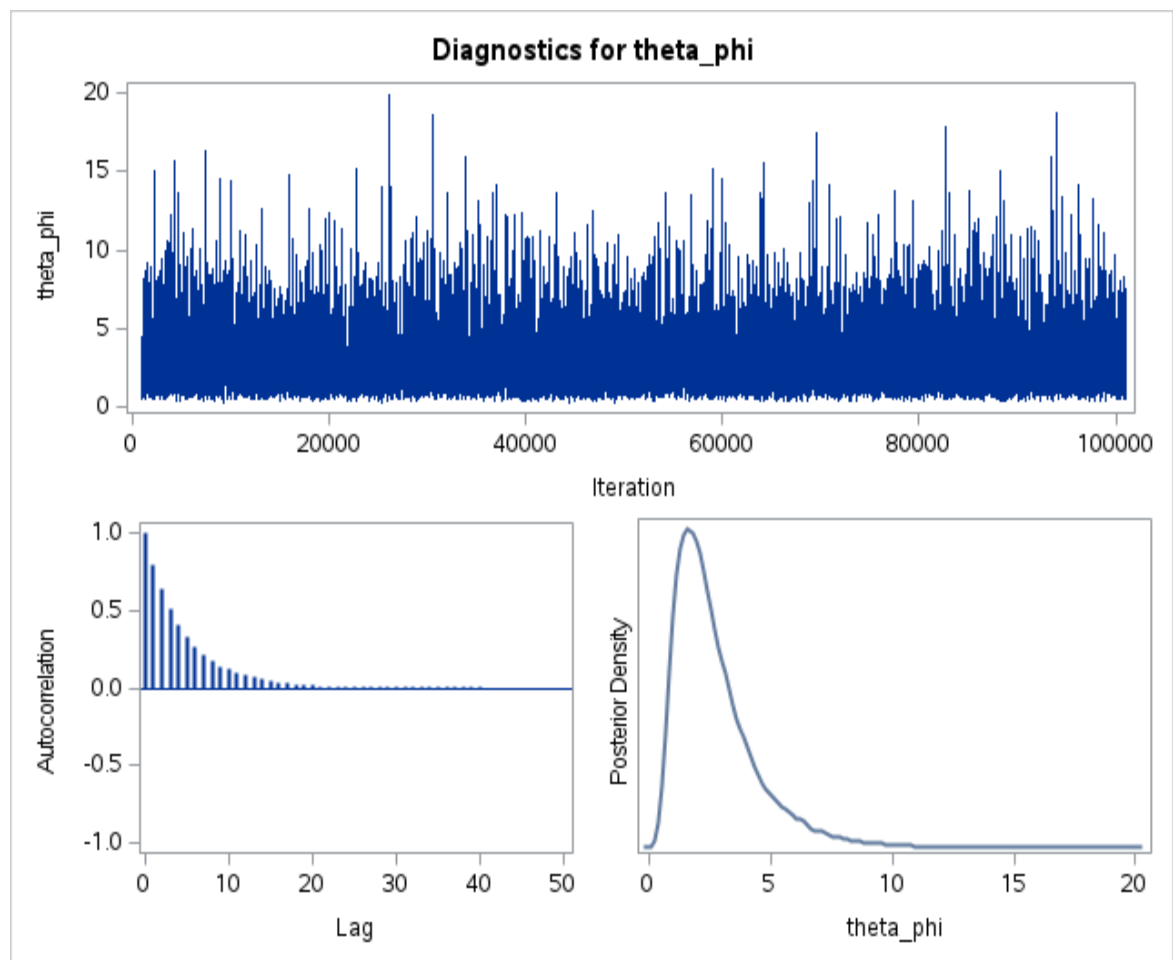 Diagnostics for theta_phi
20
15
10
5
0
theta_phi
0 20000 40000 60000 80000 100000
Iteration
1.0
0.5
0.0
-0.5
-1.0
Autocorrelation
0 10 20 30 40 50
Lag
Posterior Density
0 5 10 15 20
theta_phi